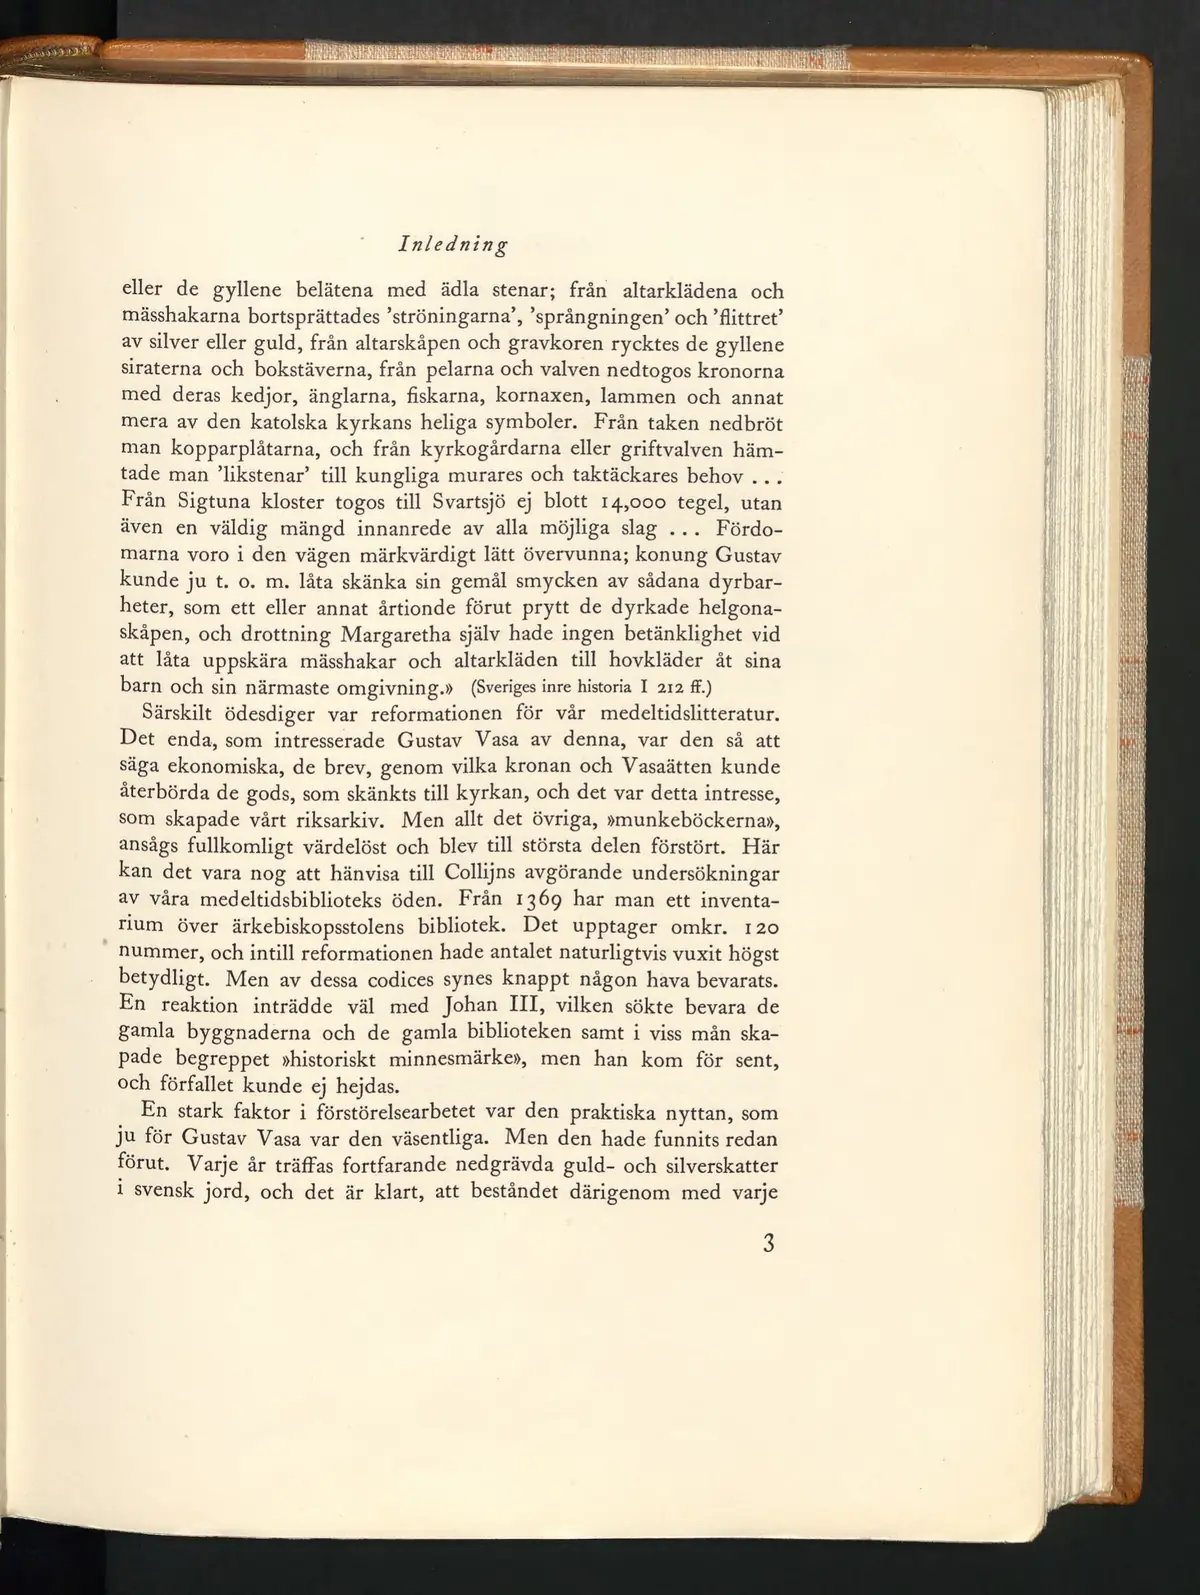 Inledning
eller de gyllene belätena med ädla stenar; från altarklädena och
mässhakarna bortsprättades ’ströningarna’, ’språngningen’ och ’flittret’
av silver eller guld, från altarskåpen och gravkoren rycktes de gyllene
siraterna och bokstäverna, från pelarna och valven nedtogos kronorna
med deras kedjor, änglarna, fiskarna, kornaxen, lammen och annat
mera av den katolska kyrkans heliga symboler. Från taken nedbröt
man kopparplåtarna, och från kyrkogårdarna eller griftvalven häm-
tade man ’likstenar’ till kungliga murares och taktäckares behov ...
Från Sigtuna kloster togos till Svartsjö ej blott 14,000 tegel, utan
även en väldig mängd innanrede av alla möjliga slag ... Fördo-
marna voro i den vägen märkvärdigt lätt övervunna; konung Gustav
kunde ju t. o. m. låta skänka sin gemål smycken av sådana dyrbar-
heter, som ett eller annat årtionde förut prytt de dyrkade helgona-
skåpen, och drottning Margaretha själv hade ingen betänklighet vid
att låta uppskära mässhakar och altarkläden till hovkläder åt sina
barn och sin närmaste omgivning.» (Sveriges inre historia I 212 ff.)
Särskilt ödesdiger var reformationen för vår medeltidslitteratur.
Det enda, som intresserade Gustav Vasa av denna, var den så att
säga ekonomiska, de brev, genom vilka kronan och Vasaätten kunde
återbörda de gods, som skänkts till kyrkan, och det var detta intresse,
som skapade vårt riksarkiv. Men allt det övriga, »munkeböckerna»,
ansågs fullkomligt värdelöst och blev till största delen förstört. Här
kan det vara nog att hänvisa till Collijns avgörande undersökningar
av våra medeltidsbiblioteks öden. Från 1369 har man ett inventa-
rium över ärkebiskopsstolens bibliotek. Det upptager omkr. 120
nummer, och intill reformationen hade antalet naturligtvis vuxit högst
betydligt. Men av dessa codices synes knappt någon hava bevarats.
En reaktion inträdde väl med Johan III, vilken sökte bevara de
gamla byggnaderna och de gamla biblioteken samt i viss mån ska-
pade begreppet »historiskt minnesmärke», men han kom för sent,
och förfallet kunde ej hejdas.
En stark faktor i förstörelsearbetet var den praktiska nyttan, som
ju för Gustav Vasa var den väsentliga. Men den hade funnits redan
förut. Varje år träffas fortfarande nedgrävda guld- och silverskatter
i svensk jord, och det är klart, att beståndet därigenom med varje
3